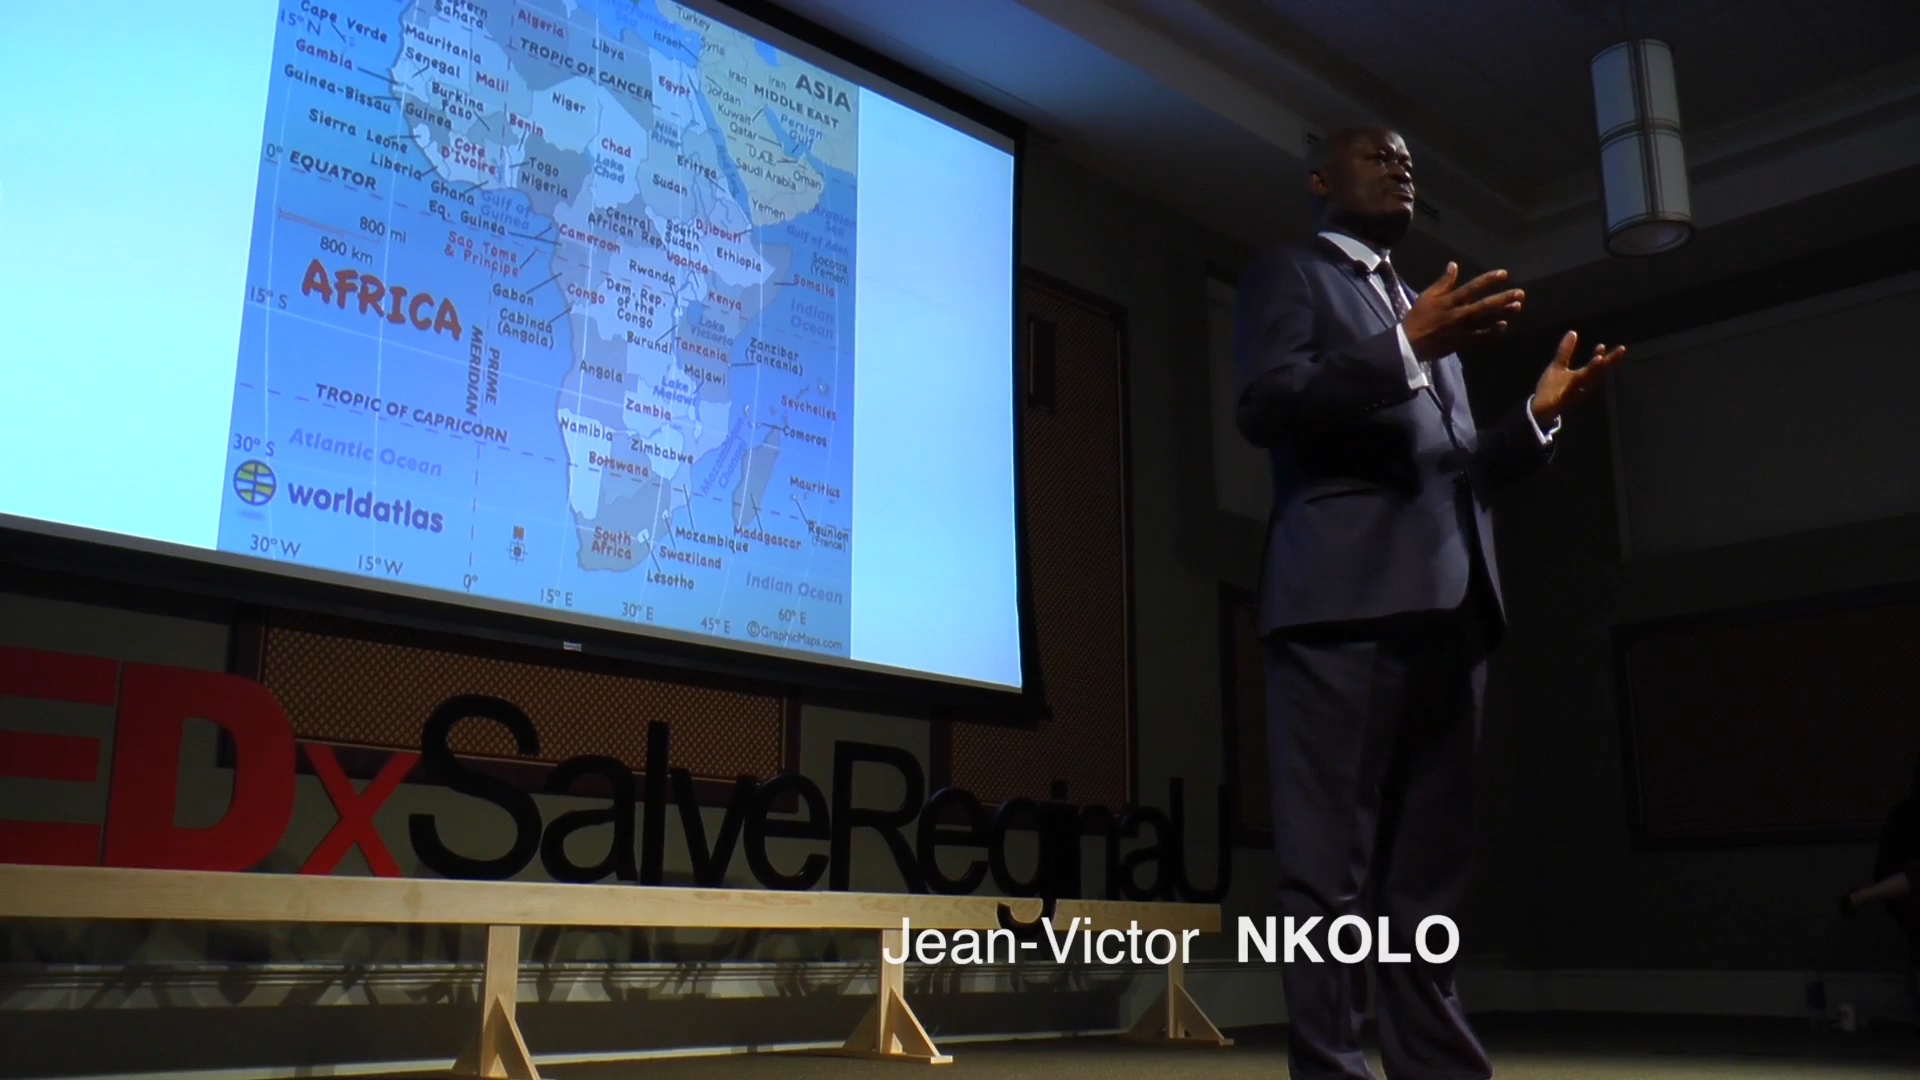 Cape Verde
15° N
Western Sahara
Algeria
Libya
Turkey
Israel
Syria
Iraq
Iran
ASIA
Mauritania
TROPIC OF CANCER
Egypt
Jordan
MIDDLE EAST
Gambia
Senegal
Mali
Niger
Kuwait
Persian Gulf
Guinea-Bissau
Burkina Faso
Nile River
Qatar
U.A.E.
Guinea
Benin
Chad
Saudi Arabia
Oman
Sierra Leone
Cote D'Ivoire
Lake Chad
Eritrea
0° EQUATOR
Liberia
Togo
Nigeria
Sudan
Yemen
Ghana
Gulf of Guinea
Arabian Sea
Eq. Guinea
Central African Rep.
South Sudan
Djibouti
Gulf of Aden
800 mi
Cameroon
Ethiopia
Socotra (Yemen)
800 km
Sao Tome & Principe
Rwanda
Uganda
AFRICA
Gabon
Congo
Dem. Rep. of the Congo
Kenya
Somalia
15° S
Cabinda (Angola)
Lake Victoria
Indian Ocean
PRIME MERIDIAN
Burundi
Tanzania
Zanzibar (Tanzania)
Angola
Malawi
Lake Malawi
Seychelles
TROPIC OF CAPRICORN
Zambia
Comoros
Namibia
Zimbabwe
Mozambique Channel
30° S
Atlantic Ocean
Botswana
Mauritius
worldatlas
South Africa
Mozambique
Madagascar
Reunion (France)
Swaziland
Lesotho
Indian Ocean
30° W
15° W
0°
15° E
30° E
45° E
60° E
©GraphicMaps.com
EDxSalveReginaU
Jean-Victor NKOLO